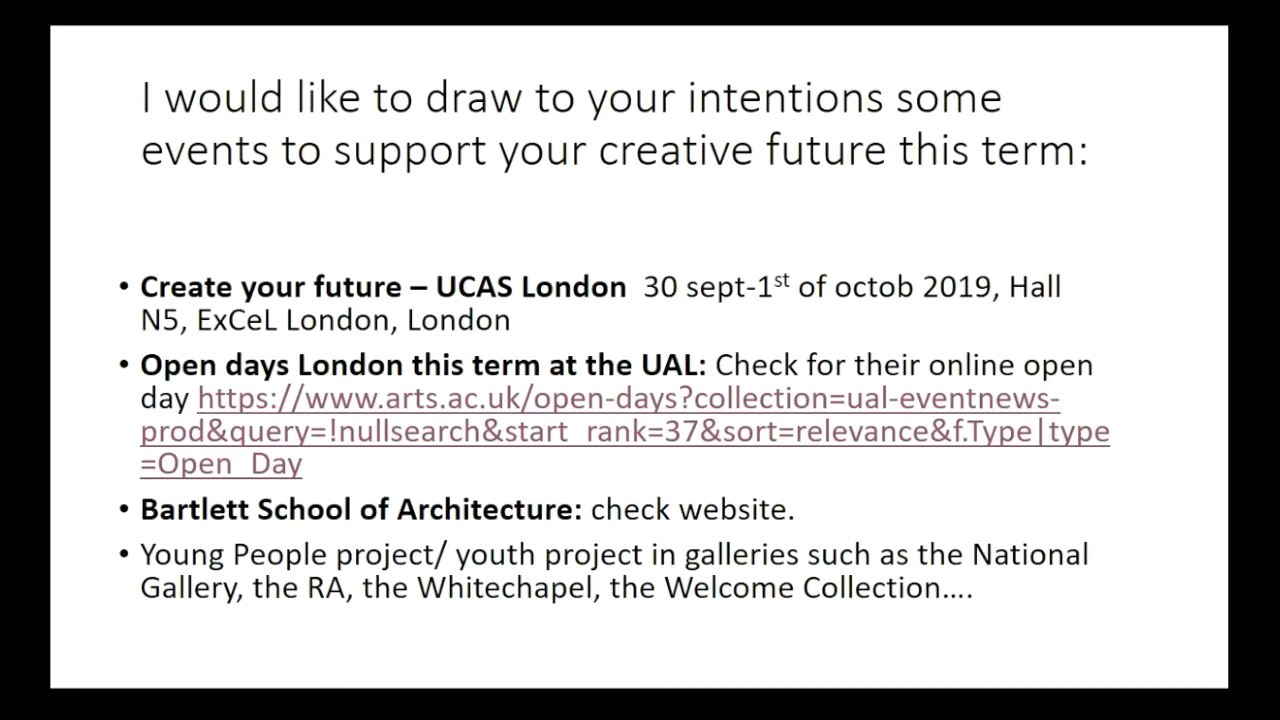 I would like to draw to your intentions some
events to support your creative future this term:
• Create your future – UCAS London 30 sept-1st of octob 2019, Hall
N5, ExCeL London, London
• Open days London this term at the UAL: Check for their online open
day https://www.arts.ac.uk/open-days?collection=ual-eventnews-
prod&query=!nullsearch&start_rank=37&sort=relevance&f.Type|type
=Open_Day
• Bartlett School of Architecture: check website.
• Young People project/ youth project in galleries such as the National
Gallery, the RA, the Whitechapel, the Welcome Collection….